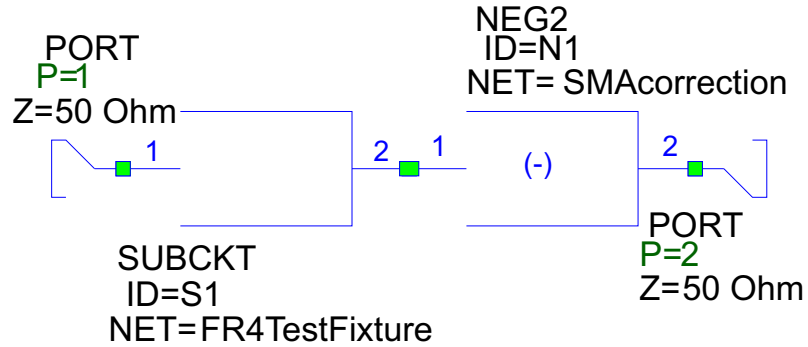 PORT
P=1
Z=50 Ohm
1
SUBCKT
ID=S1
NET=FR4TestFixture
2
1
NEG2
ID=N1
NET= SMAcorrection
(-)
2
PORT
P=2
Z=50 Ohm